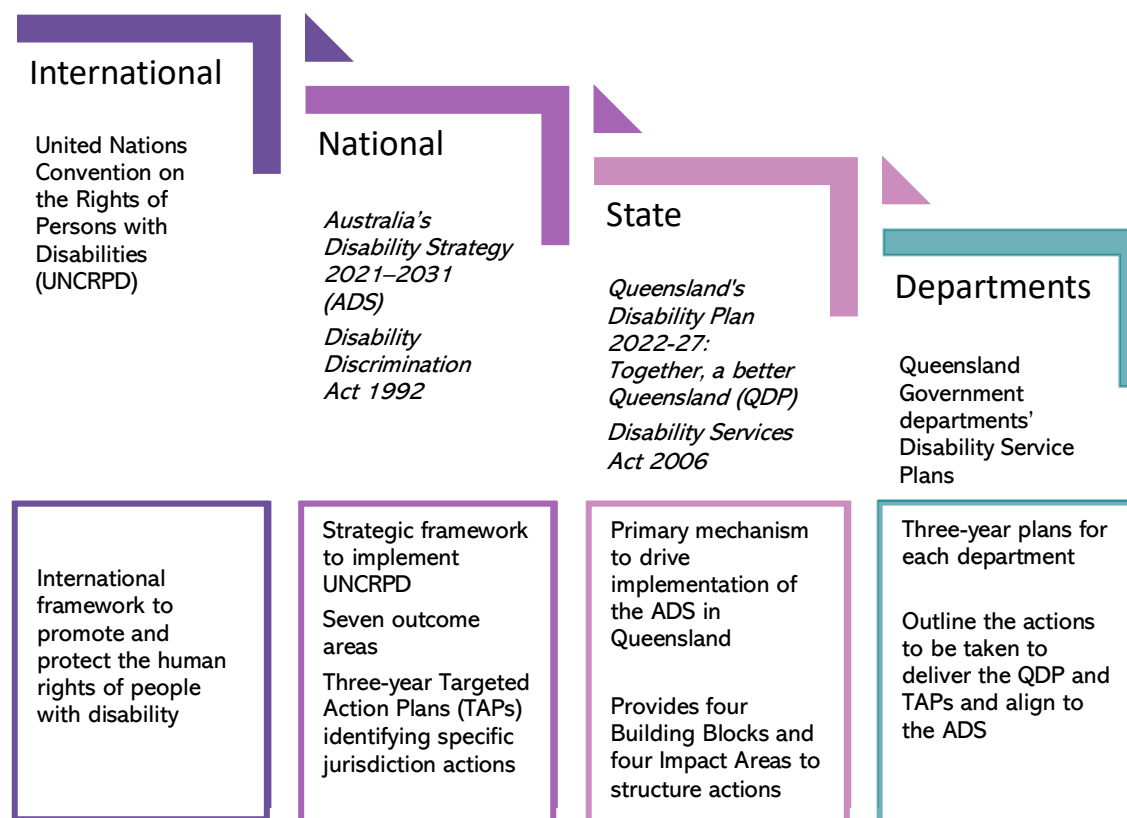 International
United Nations
Convention on
the Rights of
Persons with
Disabilities
(UNCRPD)
National
Australia’s
Disability Strategy
2021–2031
(ADS)
Disability
Discrimination
Act 1992
State
Queensland's
Disability Plan
2022-27:
Together, a better
Queensland (QDP)
Disability Services
Act 2006
Departments
Queensland
Government
departments’
Disability Service
Plans
International
framework to
promote and
protect the human
rights of people
with disability
Strategic framework
to implement
UNCRPD
Seven outcome
areas
Three-year Targeted
Action Plans (TAPs)
identifying specific
jurisdiction actions
Primary mechanism
to drive
implementation of
the ADS in
Queensland
Provides four
Building Blocks and
four Impact Areas to
structure actions
Three-year plans for
each department
Outline the actions
to be taken to
deliver the QDP and
TAPs and align to
the ADS